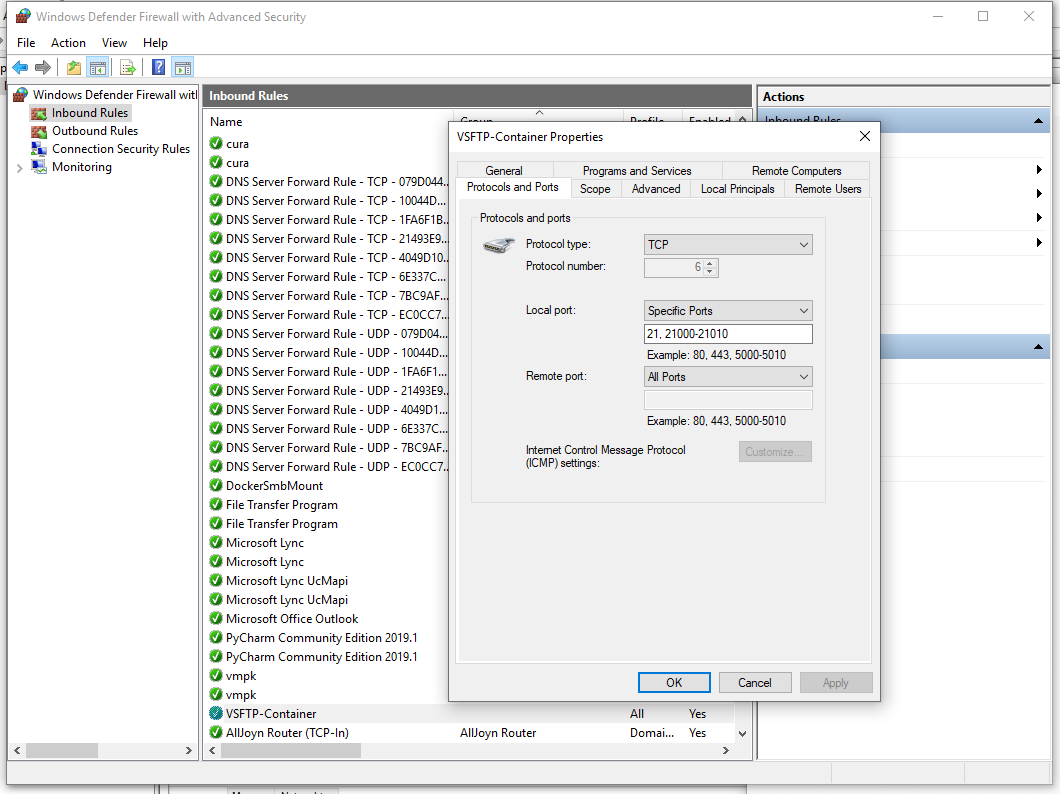 Windows Defender Firewall with Advanced Security
File Action View Help
Windows Defender Firewall wit
Inbound Rules
Outbound Rules
Connection Security Rules
Monitoring
Inbound Rules
Name Group Profile Enabled
cura
cura
DNS Server Forward Rule - TCP - 079D044...
DNS Server Forward Rule - TCP - 10044D...
DNS Server Forward Rule - TCP - 1FA6F1B...
DNS Server Forward Rule - TCP - 21493E9...
DNS Server Forward Rule - TCP - 4049D10...
DNS Server Forward Rule - TCP - 6E337C...
DNS Server Forward Rule - TCP - 7BC9AF...
DNS Server Forward Rule - TCP - EC0CC7...
DNS Server Forward Rule - UDP - 079D04...
DNS Server Forward Rule - UDP - 10044D...
DNS Server Forward Rule - UDP - 1FA6F1...
DNS Server Forward Rule - UDP - 21493E9...
DNS Server Forward Rule - UDP - 4049D1...
DNS Server Forward Rule - UDP - 6E337C...
DNS Server Forward Rule - UDP - 7BC9AF...
DNS Server Forward Rule - UDP - EC0CC7...
DockerSmbMount
File Transfer Program
File Transfer Program
Microsoft Lync
Microsoft Lync
Microsoft Lync UcMapi
Microsoft Lync UcMapi
Microsoft Office Outlook
PyCharm Community Edition 2019.1
PyCharm Community Edition 2019.1
vmpk
vmpk
VSFTP-Container All Yes
AllJoyn Router (TCP-In) AllJoyn Router Domai... Yes
Actions
Inbound Rules
VSFTP-Container Properties
General Programs and Services Remote Computers
Protocols and Ports Scope Advanced Local Principals Remote Users
Protocols and ports
Protocol type: TCP
Protocol number: 6
Local port: Specific Ports
21, 21000-21010
Example: 80, 443, 5000-5010
Remote port: All Ports
Example: 80, 443, 5000-5010
Internet Control Message Protocol
(ICMP) settings:
Customize...
OK Cancel Apply